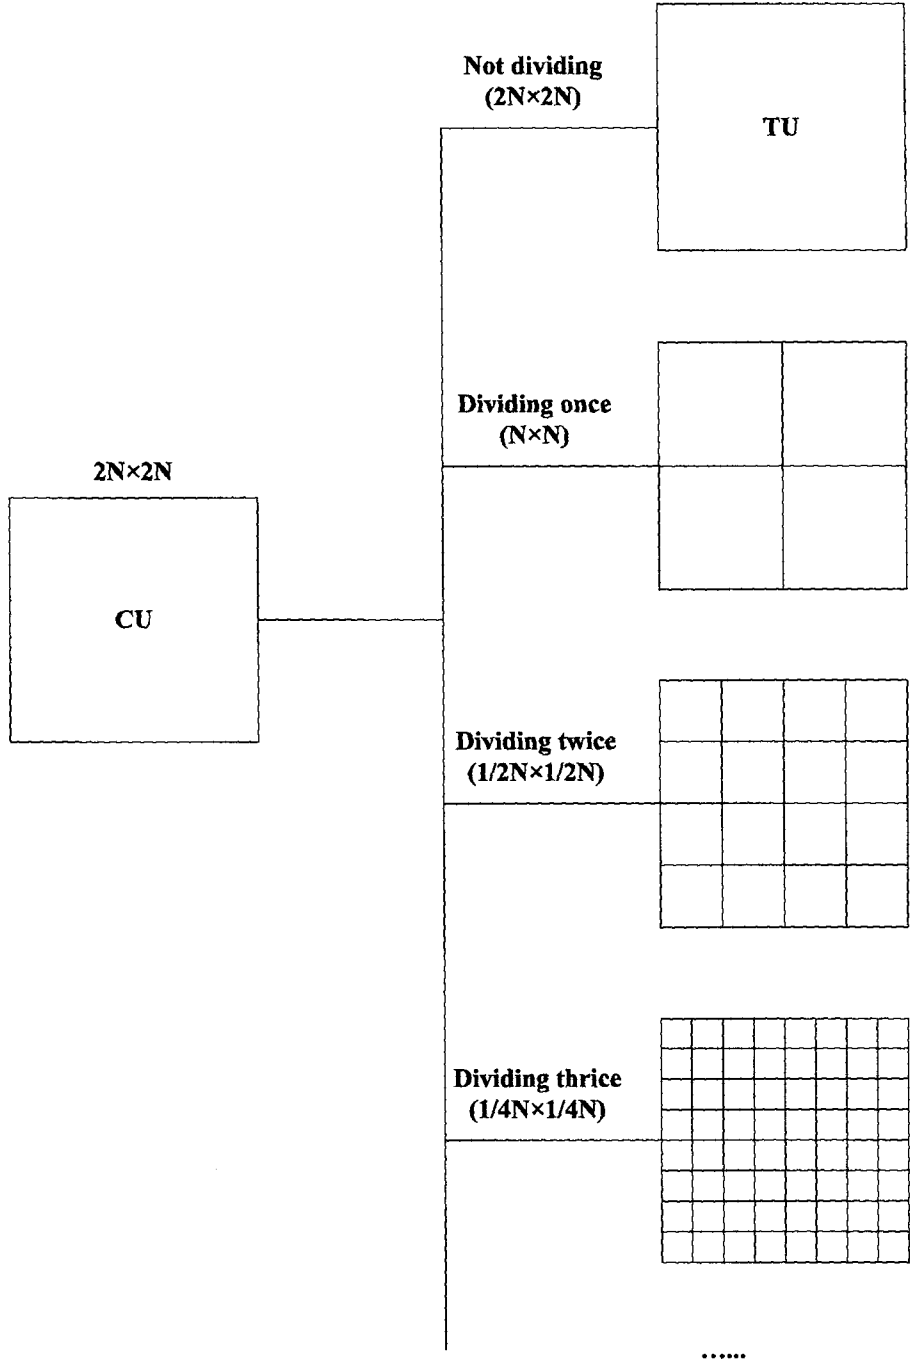 Not dividing
(2N×2N)
TU
Dividing once
(N×N)
2N×2N
CU
Dividing twice
(1/2N×1/2N)
Dividing thrice
(1/4N×1/4N)
......